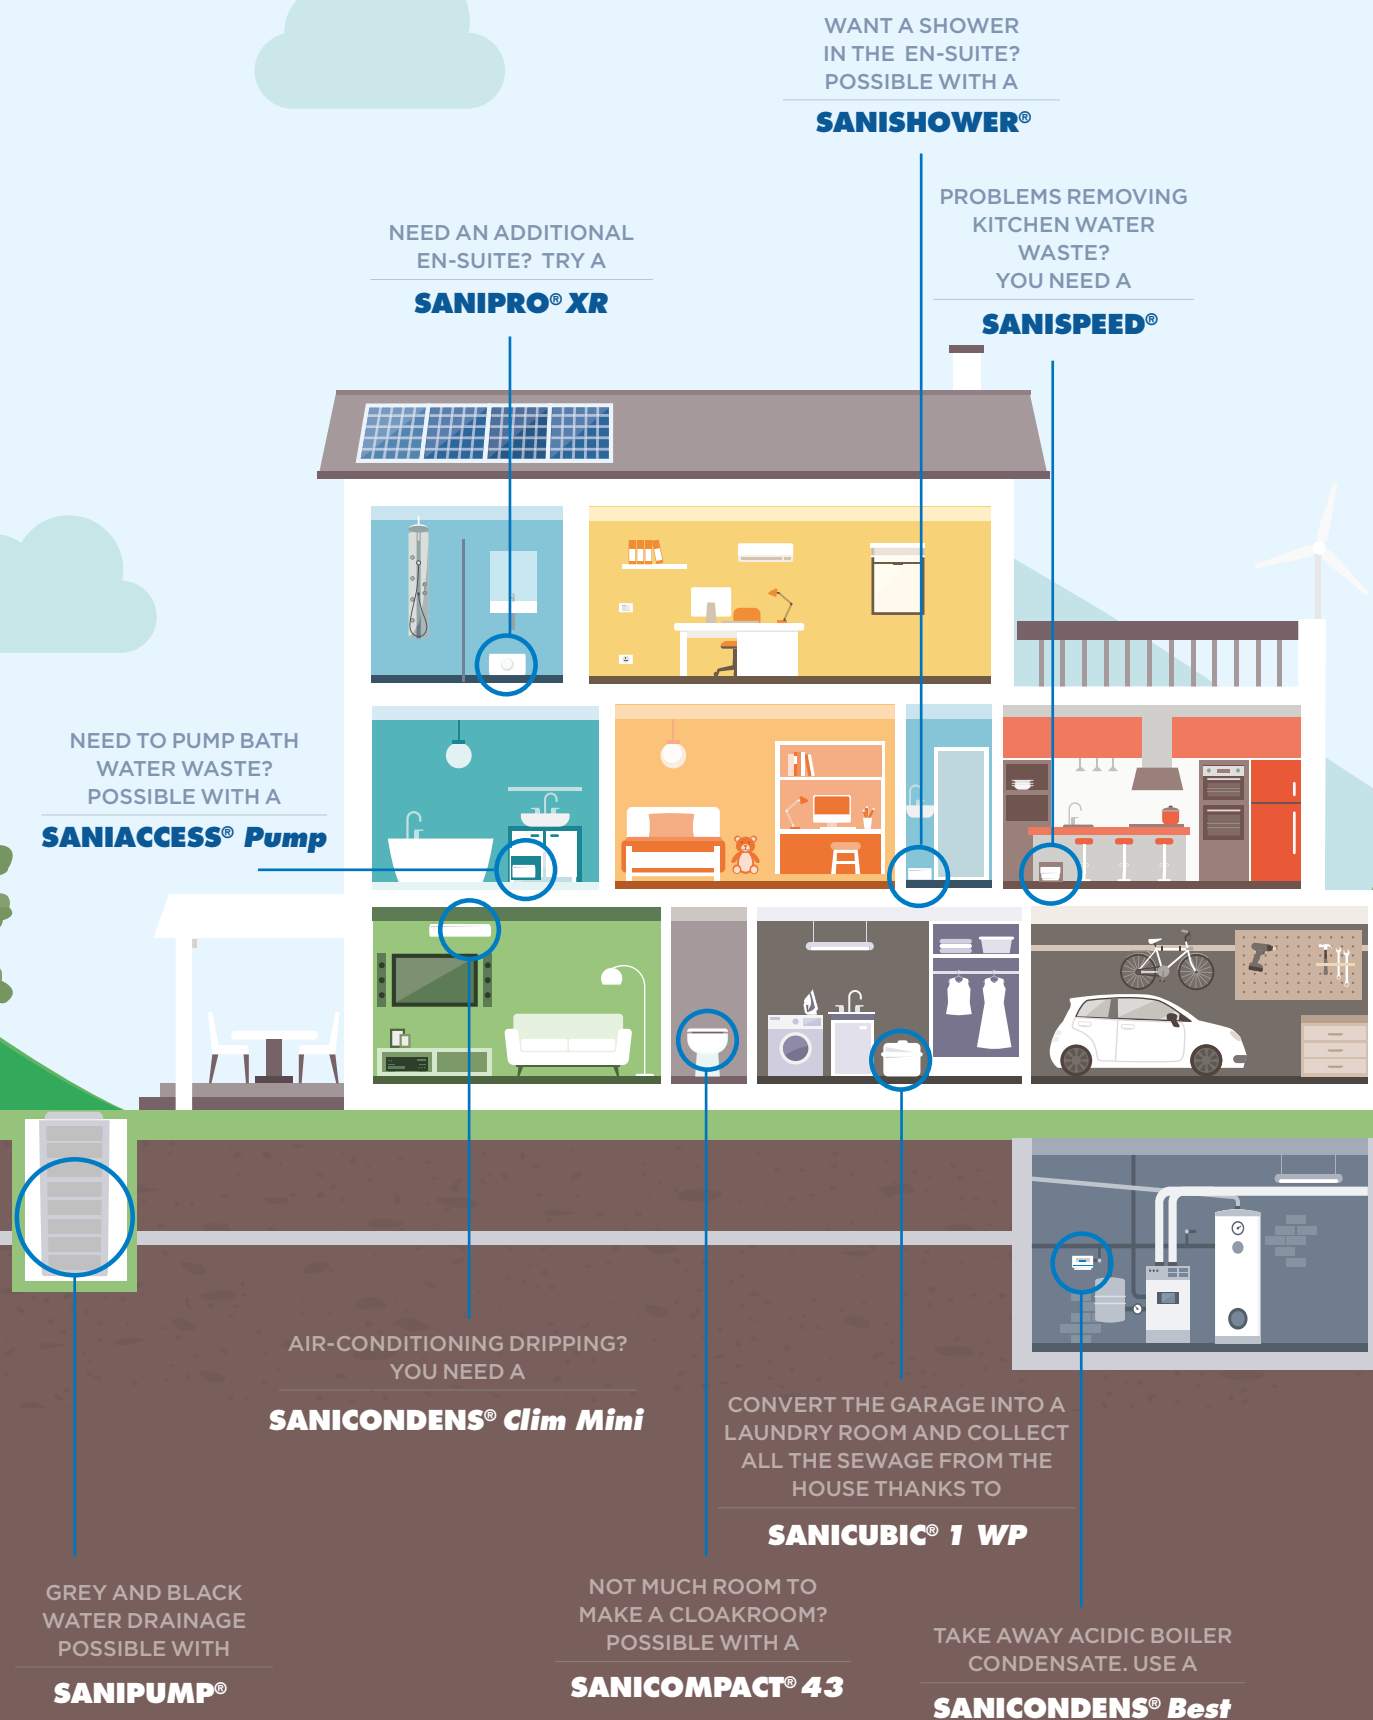 WANT A SHOWER
IN THE EN-SUITE?
POSSIBLE WITH A
SANISHOWER®
PROBLEMS REMOVING
KITCHEN WATER
WASTE?
YOU NEED A
SANISPEED®
NEED AN ADDITIONAL
EN-SUITE? TRY A
SANIPRO® XR
NEED TO PUMP BATH
WATER WASTE?
POSSIBLE WITH A
SANIACCESS® Pump
AIR-CONDITIONING DRIPPING?
YOU NEED A
SANICONDENS® Clim Mini
CONVERT THE GARAGE INTO A
LAUNDRY ROOM AND COLLECT
ALL THE SEWAGE FROM THE
HOUSE THANKS TO
SANICUBIC® 1 WP
GREY AND BLACK
WATER DRAINAGE
POSSIBLE WITH
SANIPUMP®
NOT MUCH ROOM TO
MAKE A CLOAKROOM?
POSSIBLE WITH A
SANICOMPACT® 43
TAKE AWAY ACIDIC BOILER
CONDENSATE. USE A
SANICONDENS® Best